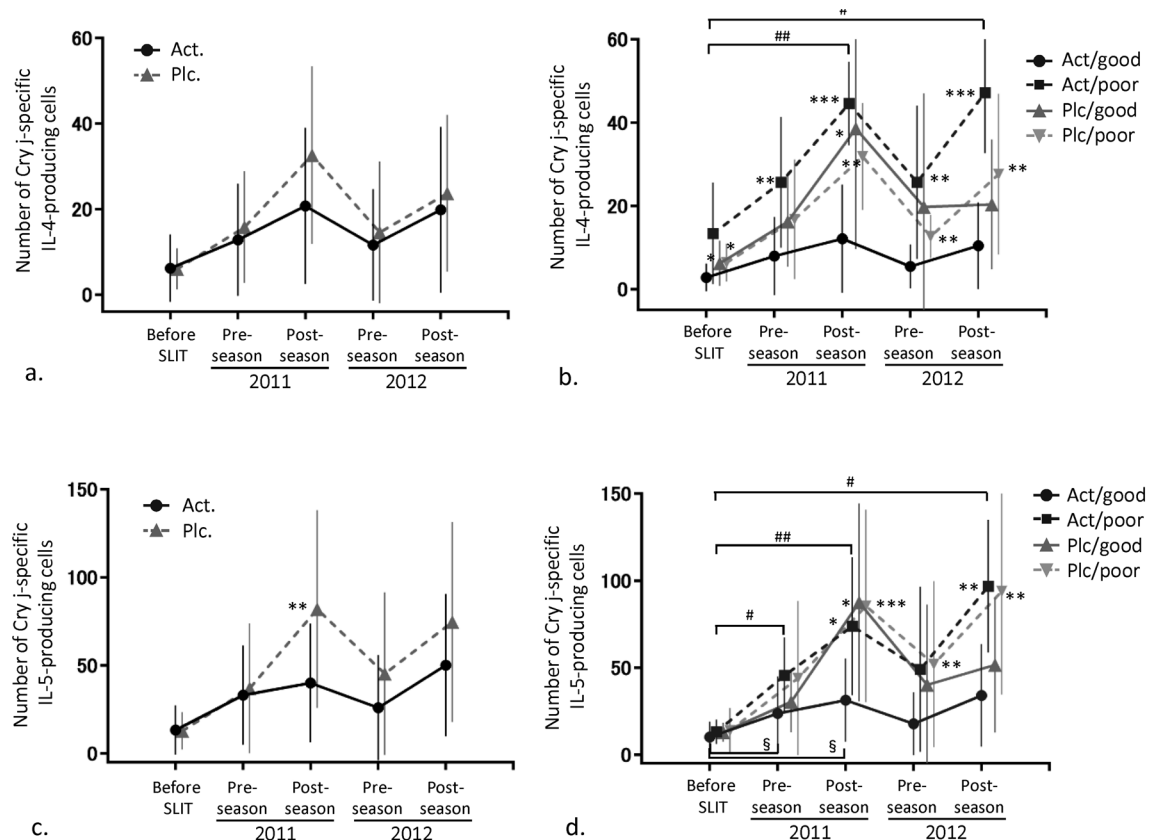 Number of Cry j-specific
IL-4-producing cells
60
40
20
0
Act.
Plc.
Before
SLIT
Pre-
season
Post-
season
Pre-
season
Post-
season
2011
2012
a.
Number of Cry j-specific
IL-4-producing cells
60
40
20
0
#
##
***
***
*
**
**
**
**
**
*
*
Act/good
Act/poor
Plc/good
Plc/poor
Before
SLIT
Pre-
season
Post-
season
Pre-
season
Post-
season
2011
2012
b.
Number of Cry j-specific
IL-5-producing cells
150
100
50
0
Act.
Plc.
**
Before
SLIT
Pre-
season
Post-
season
Pre-
season
Post-
season
2011
2012
c.
Number of Cry j-specific
IL-5-producing cells
150
100
50
0
#
##
#
*
***
*
**
**
**
§
§
Act/good
Act/poor
Plc/good
Plc/poor
Before
SLIT
Pre-
season
Post-
season
Pre-
season
Post-
season
2011
2012
d.